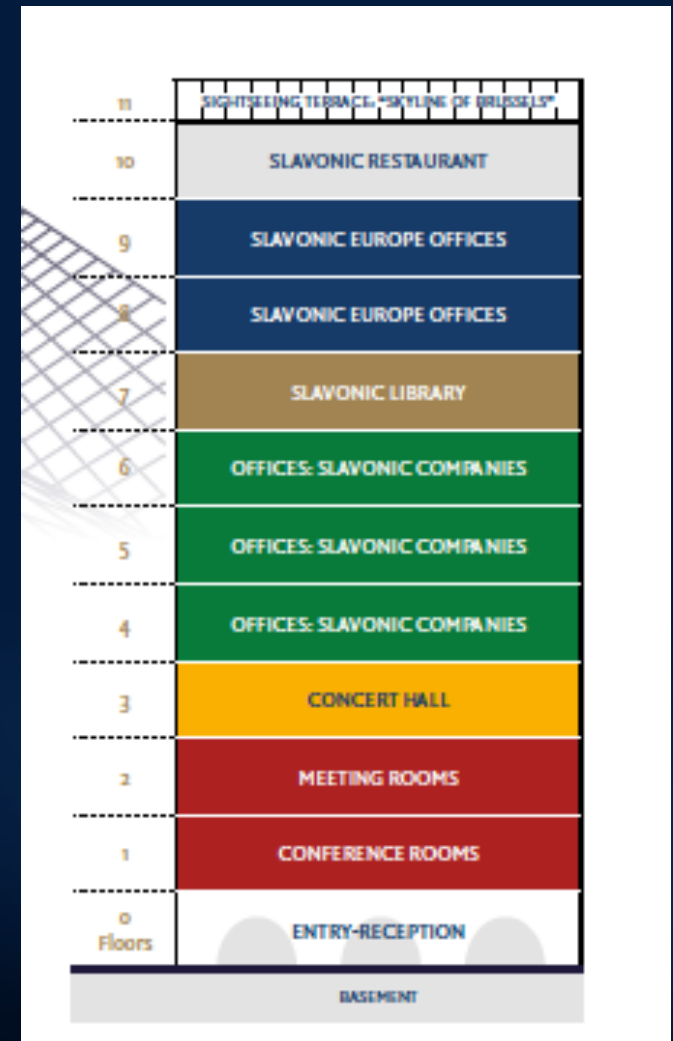 11 SIGHTSEEING TERRACE: "SKYLINE OF BRUSSELS"
10 SLAVONIC RESTAURANT
9 SLAVONIC EUROPE OFFICES
8 SLAVONIC EUROPE OFFICES
7 SLAVONIC LIBRARY
6 OFFICES: SLAVONIC COMPANIES
5 OFFICES: SLAVONIC COMPANIES
4 OFFICES: SLAVONIC COMPANIES
3 CONCERT HALL
2 MEETING ROOMS
1 CONFERENCE ROOMS
0 ENTRY-RECEPTION
Floors
BASEMENT